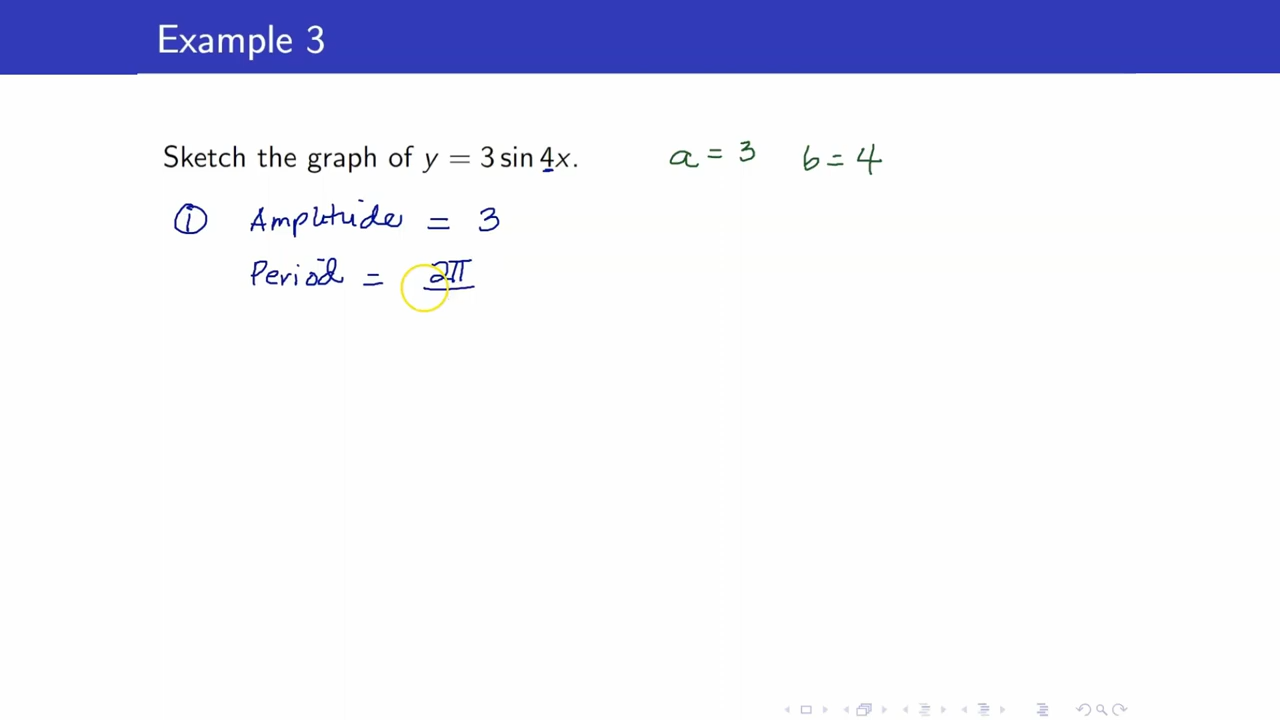 Example 3
Sketch the graph of y = 3 sin 4x. a = 3 b = 4
① Amplitude = 3
Period = 2π